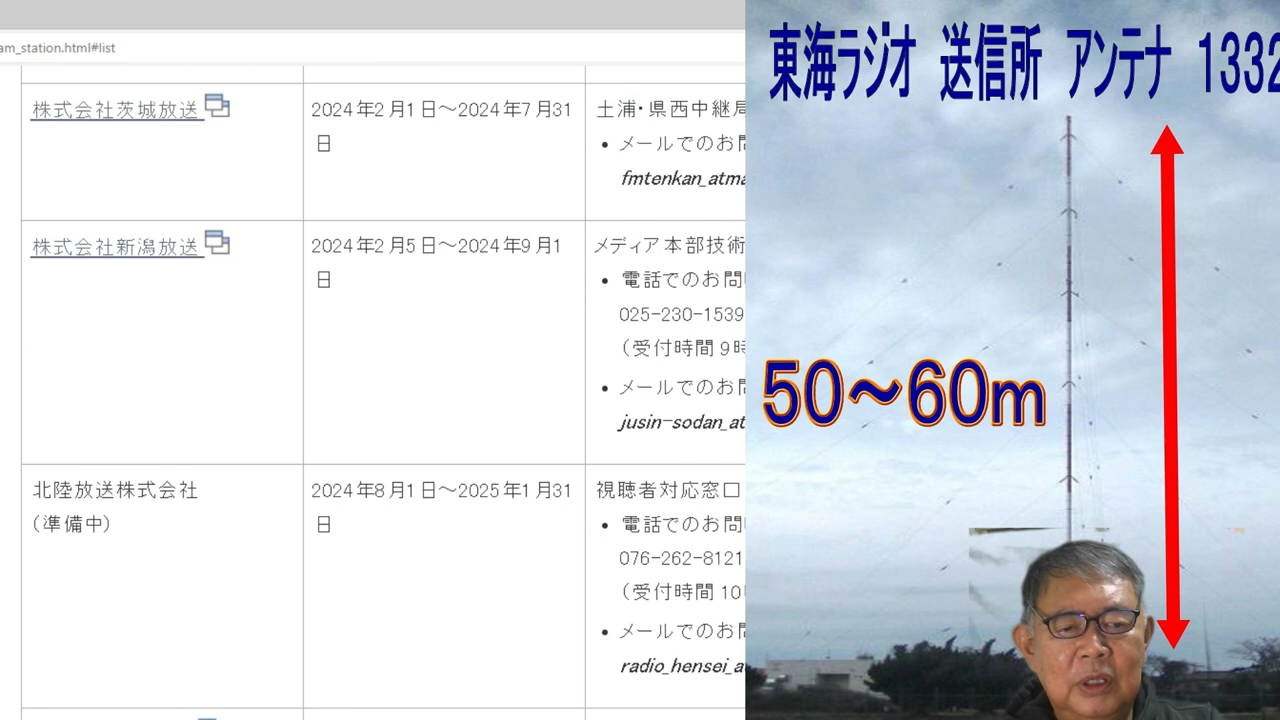 am_station.html#list
株式会社茨城放送
2024年2月1日～2024年7月31
日
土浦・県西中継局
• メールでのお問
fmtenkan_atma
株式会社新潟放送
2024年2月5日～2024年9月1
日
メディア本部技術
• 電話でのお問
025-230-1539
（受付時間 9時
• メールでのお問
jusin-sodan_at
北陸放送株式会社
（準備中）
2024年8月1日～2025年1月31
日
視聴者対応窓口
• 電話でのお問
076-262-8121
（受付時間 10
• メールでのお問
radio_hensei_a
東海ラジオ 送信所 アンテナ 1332
50～60m